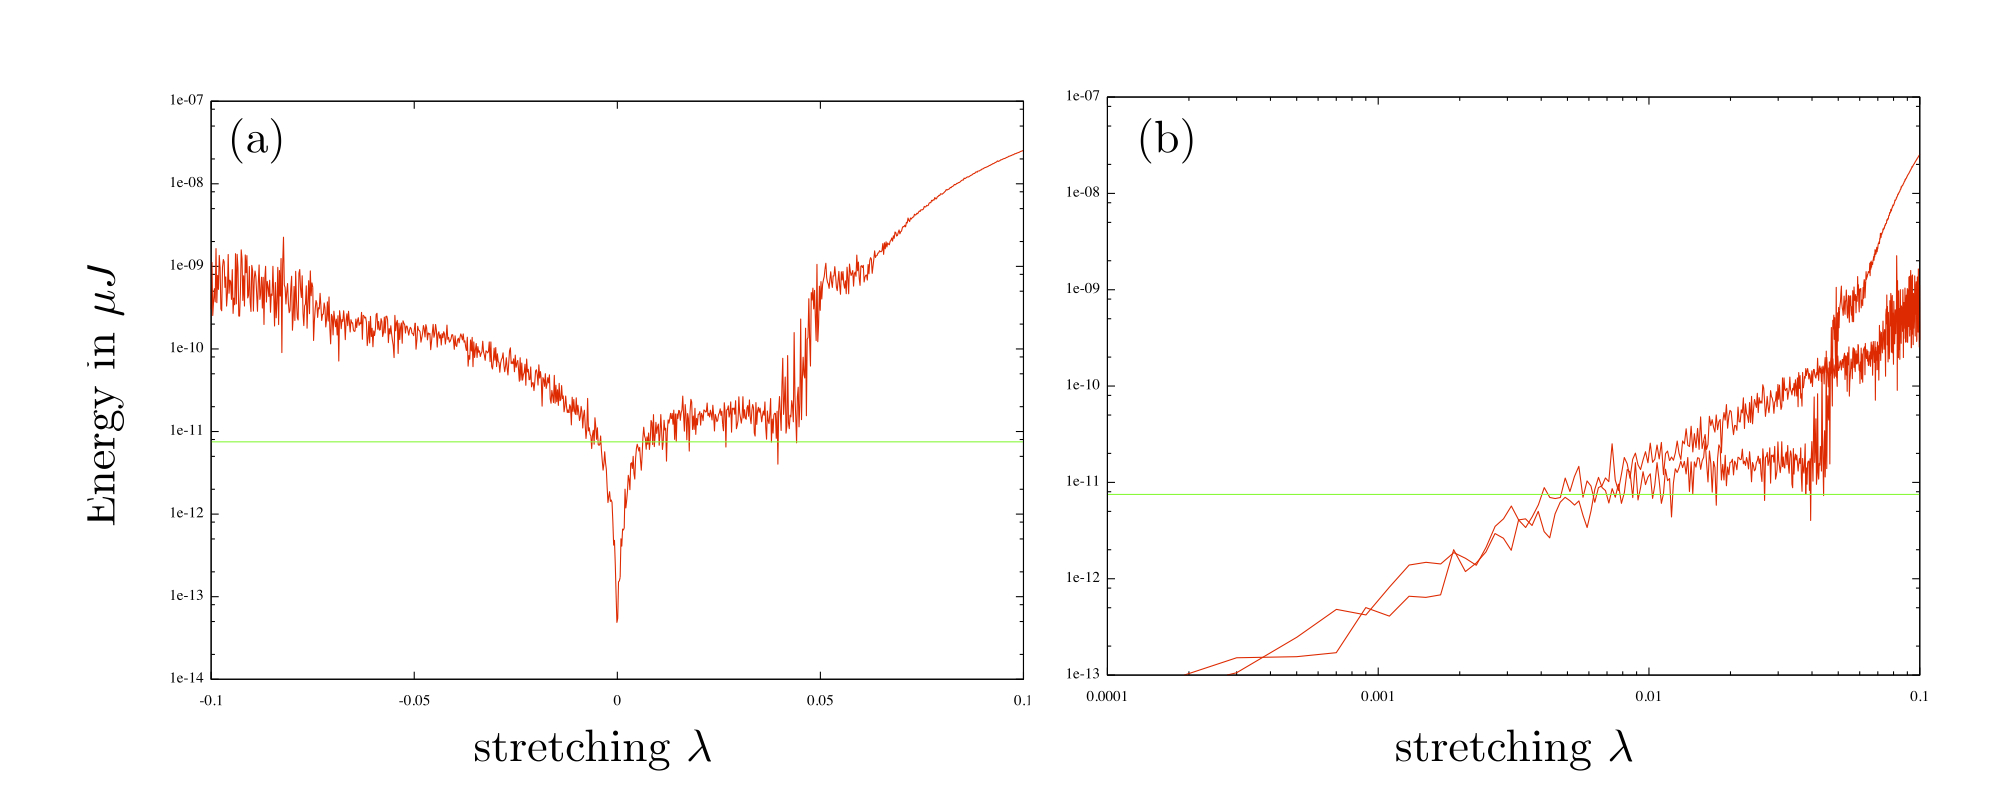 (a)
1e-07
1e-08
1e-09
1e-10
1e-11
1e-12
1e-13
1e-14
-0.1 -0.05 0 0.05 0.1
Energy in μJ
stretching λ
(b)
1e-07
1e-08
1e-09
1e-10
1e-11
1e-12
1e-13
0.0001 0.001 0.01 0.1
stretching λ